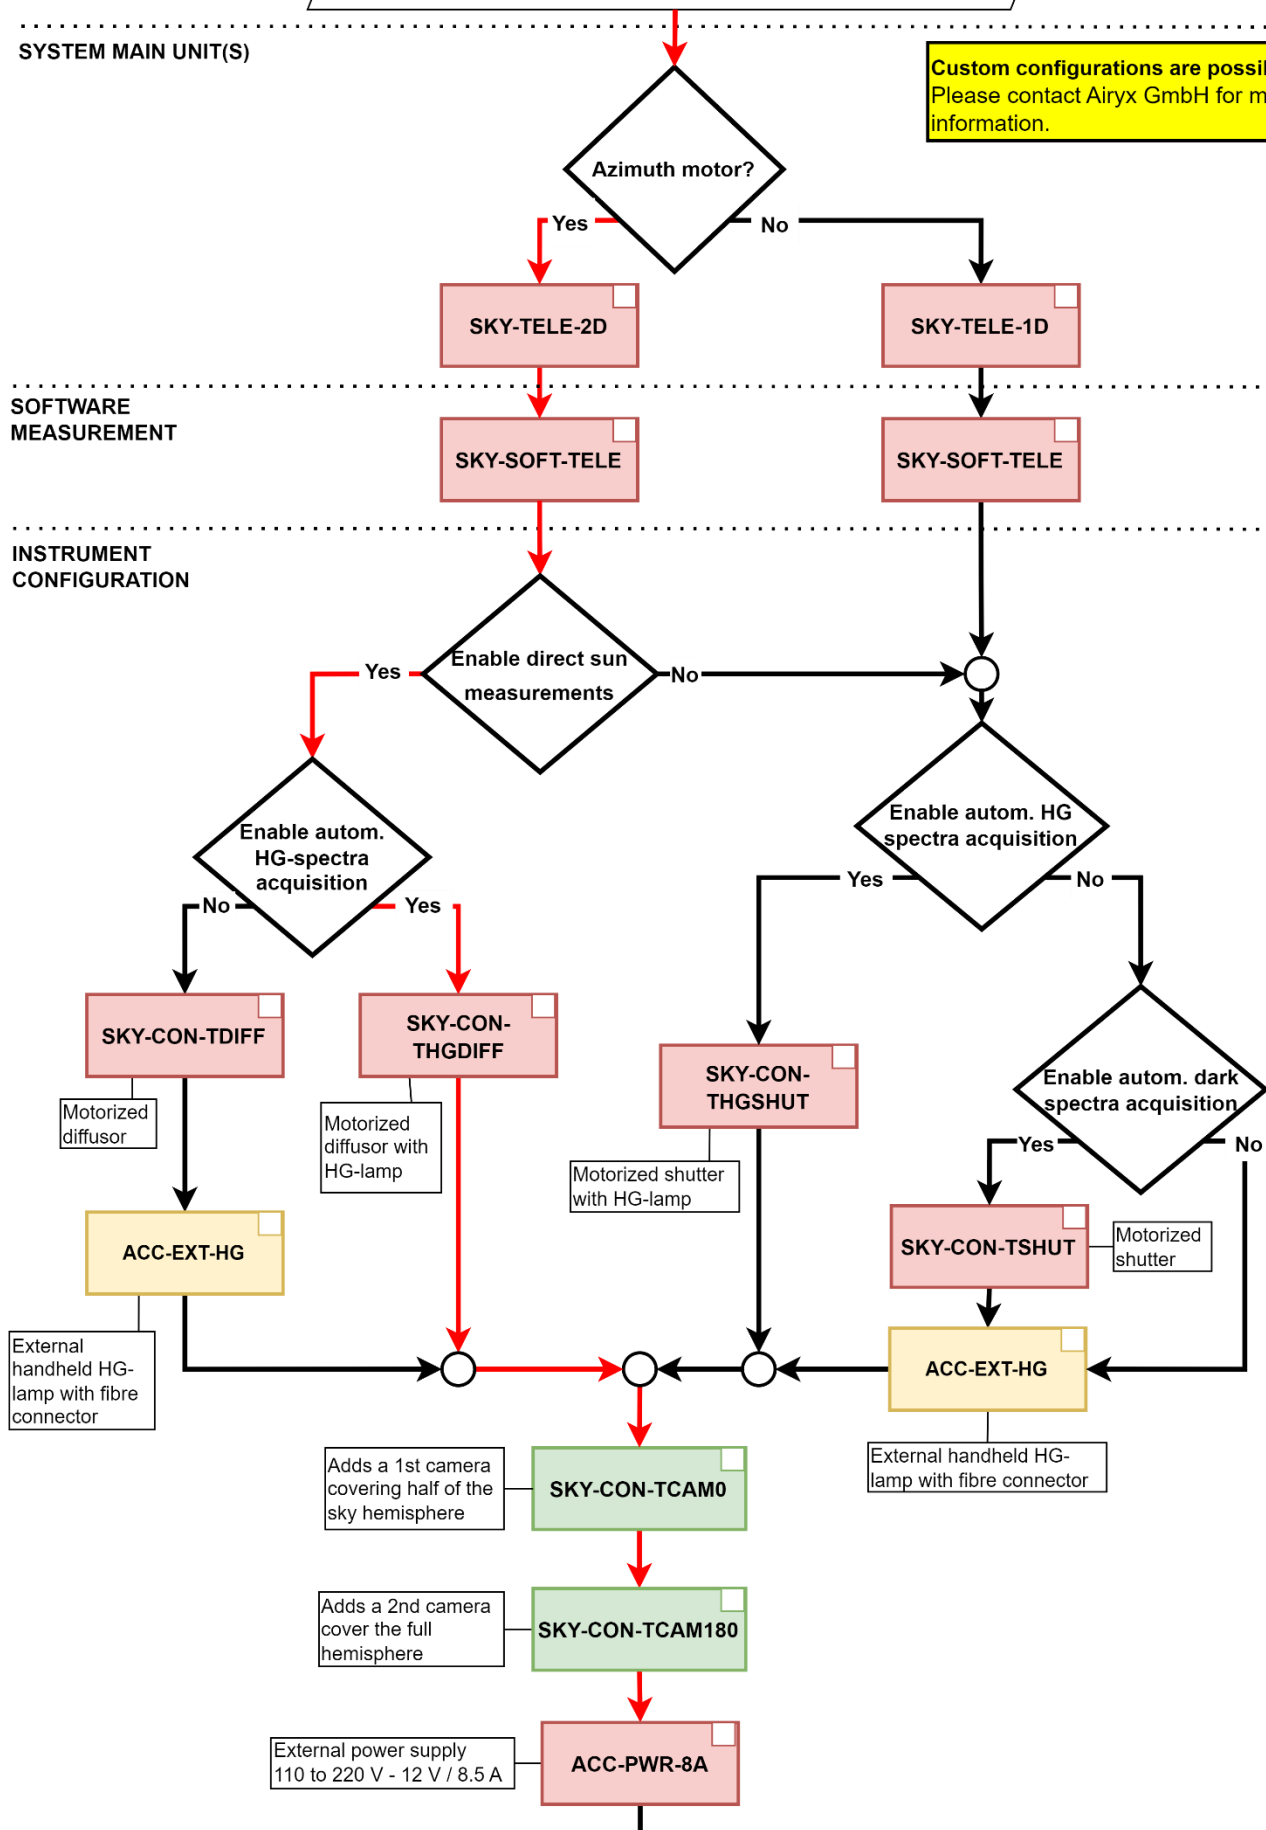 SYSTEM MAIN UNIT(S)
Custom configurations are possil
Please contact Airyx GmbH for m
information.
Azimuth motor?
Yes
No
SKY-TELE-2D
SKY-TELE-1D
SOFTWARE
MEASUREMENT
SKY-SOFT-TELE
SKY-SOFT-TELE
INSTRUMENT
CONFIGURATION
Enable direct sun
measurements
Yes
No
Enable autom.
HG-spectra
acquisition
Enable autom. HG
spectra acquisition
No
Yes
Yes
No
SKY-CON-TDIFF
SKY-CON-
THGDIFF
SKY-CON-
THGSHUT
Enable autom. dark
spectra acquisition
Motorized
diffusor
Motorized
diffusor with
HG-lamp
Motorized shutter
with HG-lamp
Yes
No
ACC-EXT-HG
SKY-CON-TSHUT
Motorized
shutter
External
handheld HG-
lamp with fibre
connector
ACC-EXT-HG
External handheld HG-
lamp with fibre connector
Adds a 1st camera
covering half of the
sky hemisphere
SKY-CON-TCAM0
Adds a 2nd camera
cover the full
hemisphere
SKY-CON-TCAM180
External power supply
110 to 220 V - 12 V / 8.5 A
ACC-PWR-8A